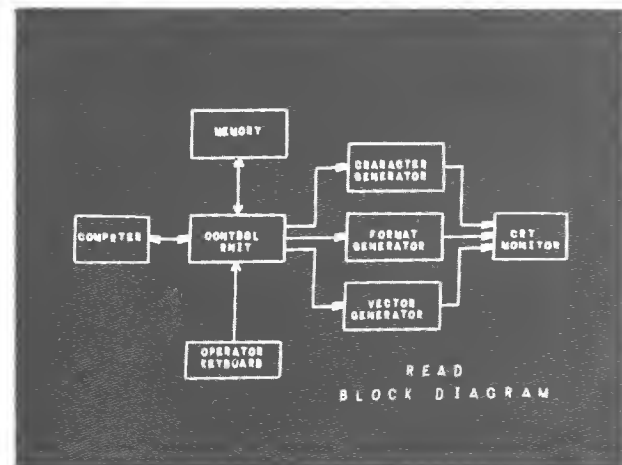 MEMORY
CHARACTER
GENERATOR
COMPUTER
CONTROL
UNIT
FORMAT
GENERATOR
CRT
MONITOR
VECTOR
GENERATOR
OPERATOR
KEYBOARD
READ
BLOCK DIAGRAM